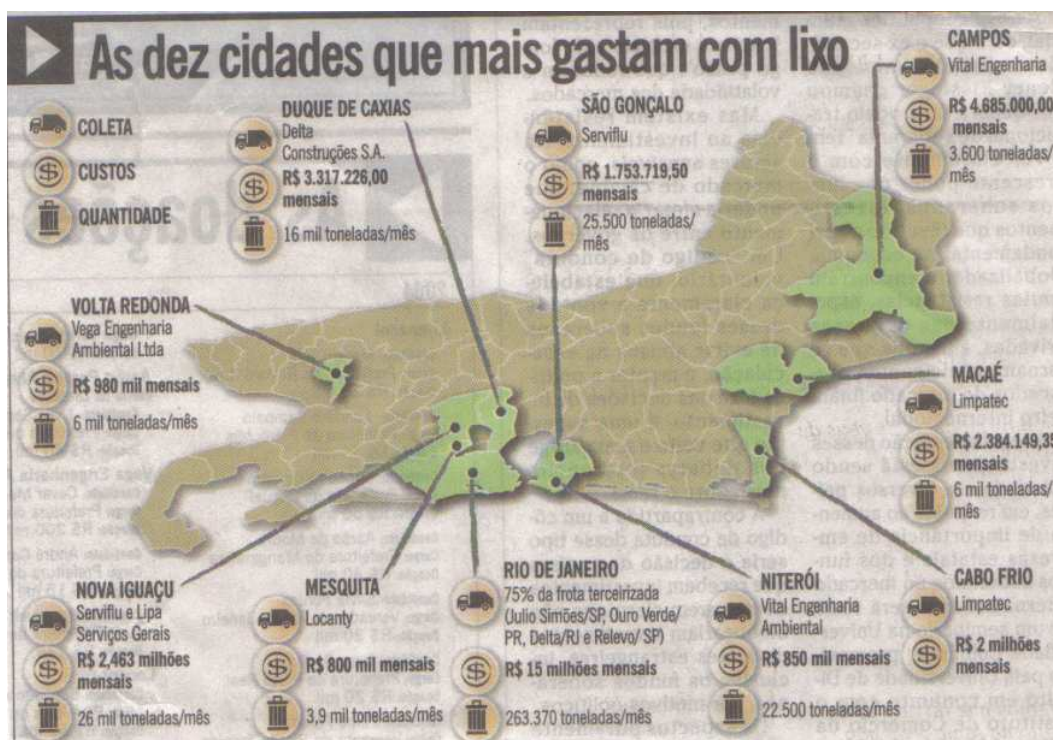 As dez cidades que mais gastam com lixo
COLETA
CUSTOS
QUANTIDADE
DUQUE DE CAXIAS
Delta
Construções S.A.
R$ 3.317.226,00
mensais
16 mil toneladas/mês
SÃO GONÇALO
Serviflu
R$ 1.753.719,50
mensais
25.500 toneladas/
mês
CAMPOS
Vital Engenharia
R$ 4.685.000,00
mensais
3.600 toneladas/
mês
VOLTA REDONDA
Vega Engenharia
Ambiental Ltda
R$ 980 mil mensais
6 mil toneladas/mês
MACAÉ
Limpatec
R$ 2.384.149,35
mensais
6 mil toneladas/
mês
NOVA IGUAÇU
Serviflu e Lipa
Serviços Gerais
R$ 2,463 milhões
mensais
26 mil toneladas/mês
MESQUITA
Locanty
R$ 800 mil mensais
3,9 mil toneladas/mês
RIO DE JANEIRO
75% da frota terceirizada
(Julio Simões/SP, Ouro Verde/
PR, Delta/RJ e Relevo/ SP)
R$ 15 milhões mensais
263.370 toneladas/mês
NITERÓI
Vital Engenharia
Ambiental
R$ 850 mil mensais
22.500 toneladas/mês
CABO FRIO
Limpatec
R$ 2 milhões
mensais